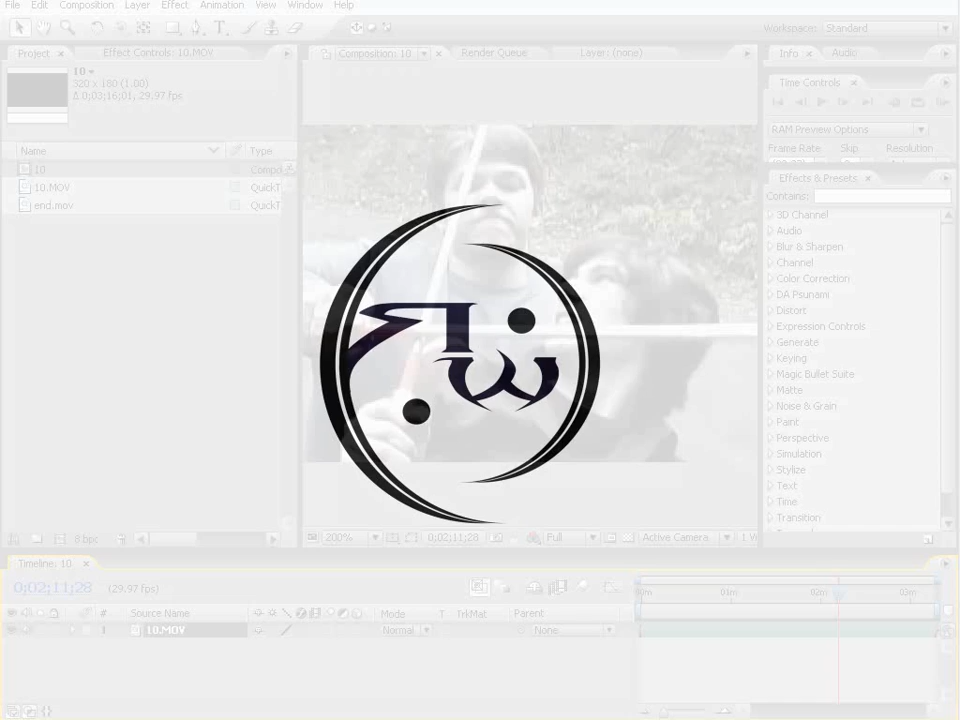 File Edit Composition Layer Effect Animation View Window Help
Workspace: Standard
Project Effect Controls: 10.MOV
Composition: 10 Render Queue Layer: (none)
Info Audio
10
320 x 180 (1.00)
Δ 0;03;16;01, 29.97 fps
Time Controls
RAM Preview Options
Frame Rate Skip Resolution
Name Type
10 Compo
10.MOV QuickT
end.mov QuickT
Effects & Presets
Contains:
3D Channel
Audio
Blur & Sharpen
Channel
Color Correction
DA Psunami
Distort
Expression Controls
Generate
Keying
Magic Bullet Suite
Matte
Noise & Grain
Paint
Perspective
Simulation
Stylize
Text
Time
Transition
8 bpc
200% 0;02;11;28 Full Active Camera 1 W
Timeline: 10
0;02;11;28 (29.97 fps)
# Source Name Mode T TrkMat Parent
1 10.MOV Normal None
00m 01m 02m 03m